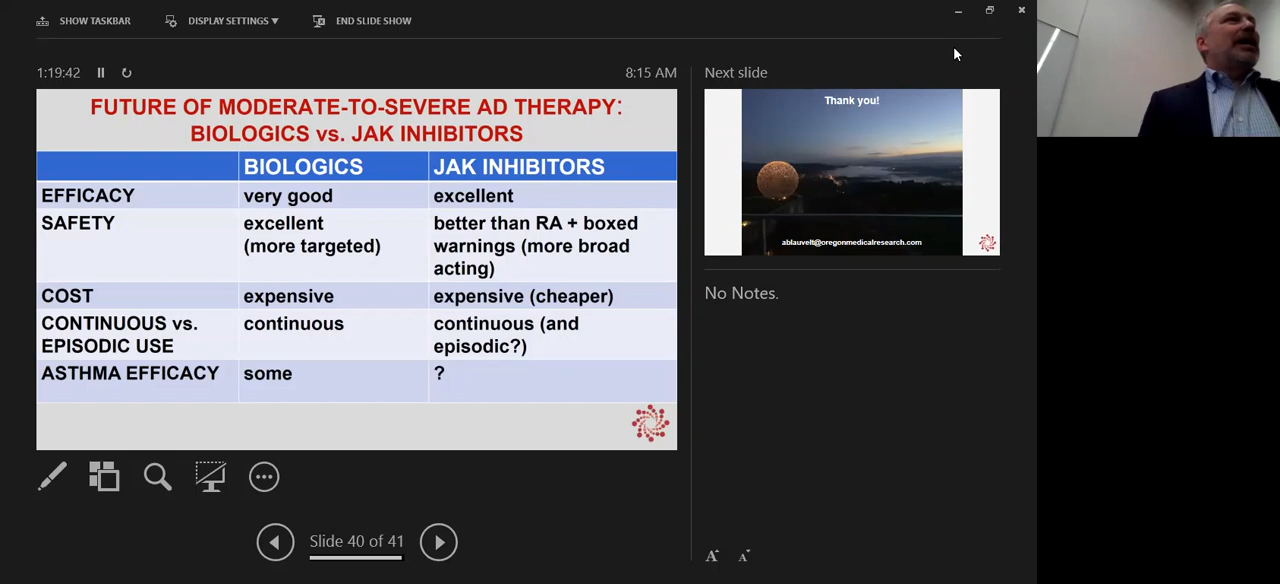 SHOW TASKBAR
DISPLAY SETTINGS ▼
END SLIDE SHOW
1:19:42
8:15 AM
FUTURE OF MODERATE-TO-SEVERE AD THERAPY:
BIOLOGICS vs. JAK INHIBITORS
BIOLOGICS
JAK INHIBITORS
EFFICACY
very good
excellent
SAFETY
excellent
(more targeted)
better than RA + boxed
warnings (more broad
acting)
COST
expensive
expensive (cheaper)
CONTINUOUS vs.
EPISODIC USE
continuous
continuous (and
episodic?)
ASTHMA EFFICACY
some
?
Slide 40 of 41
Next slide
Thank you!
ablauvelt@oregonmedicalresearch.com
No Notes.
A
A